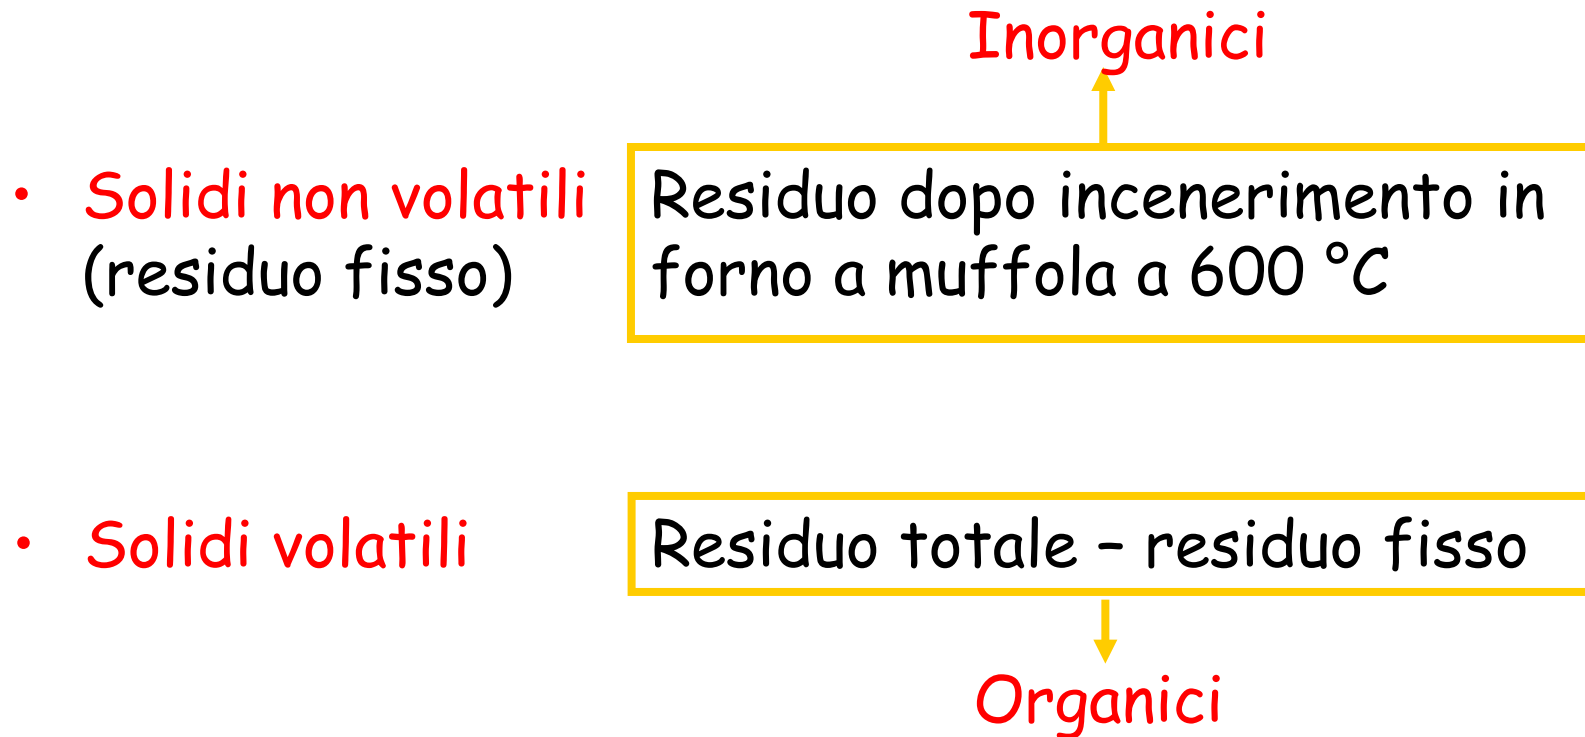 Inorganici
• Solidi non volatili
(residuo fisso)
Residuo dopo incenerimento in
forno a muffola a 600 °C
• Solidi volatili
Residuo totale – residuo fisso
Organici